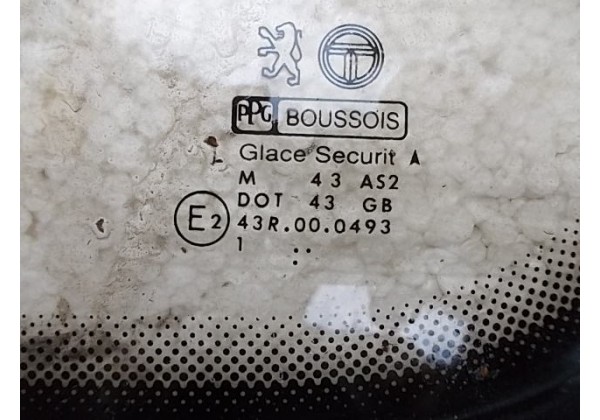 PPG BOUSSOIS
Glace Securit
M 43 AS2
DOT 43 GB
E2 43R.00.0493
1